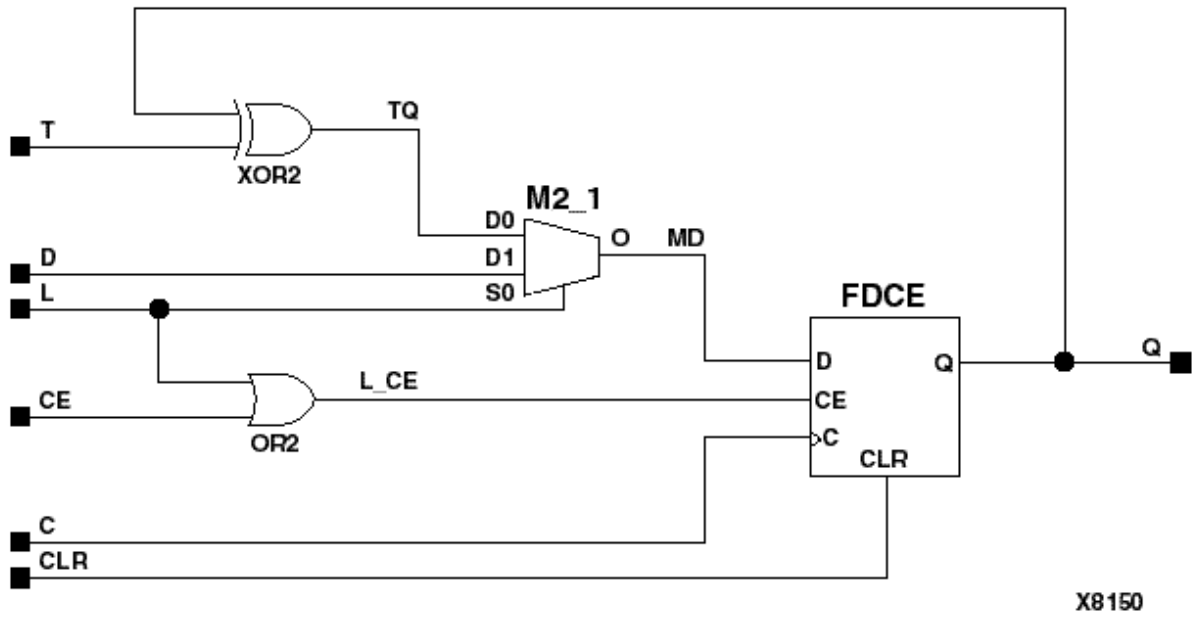 T
TQ
XOR2
M2_1
D0
O
MD
D
D1
L
S0
FDCE
D
Q
Q
L_CE
CE
CE
OR2
C
CLR
C
CLR
X8150